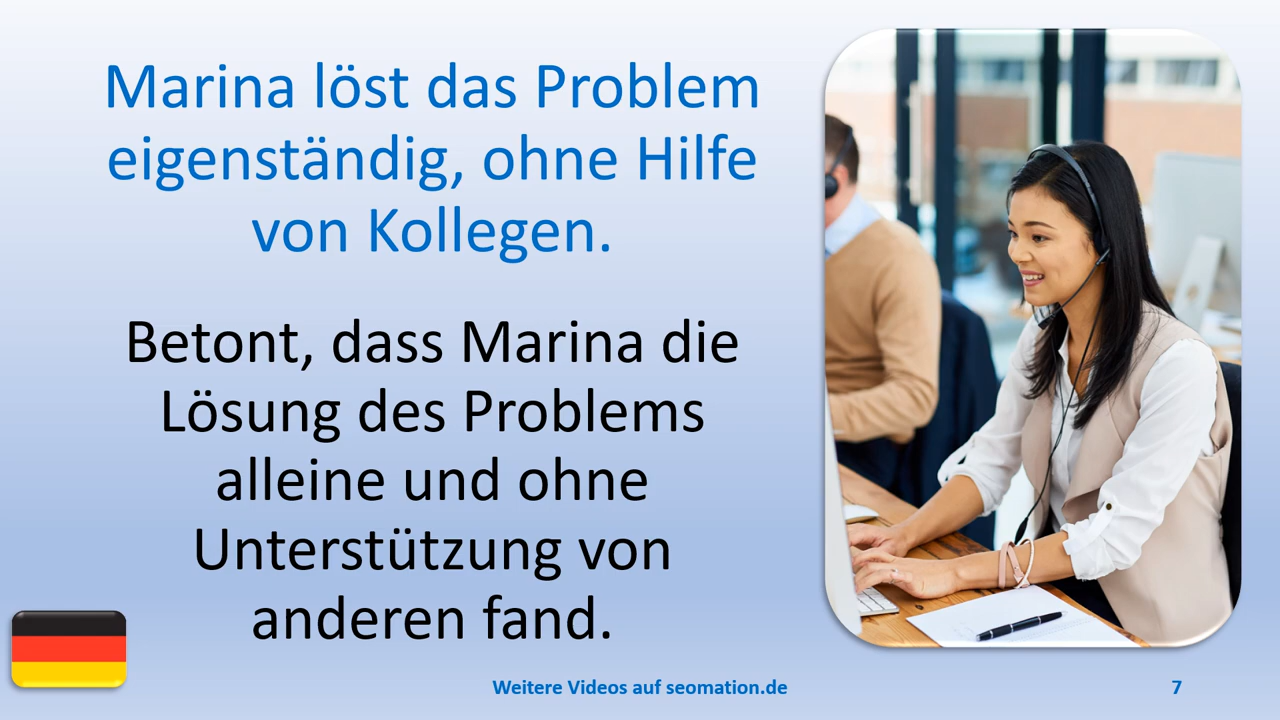 Marina löst das Problem
eigenständig, ohne Hilfe
von Kollegen.
Betont, dass Marina die
Lösung des Problems
alleine und ohne
Unterstützung von
anderen fand.
Weitere Videos auf seomation.de
7